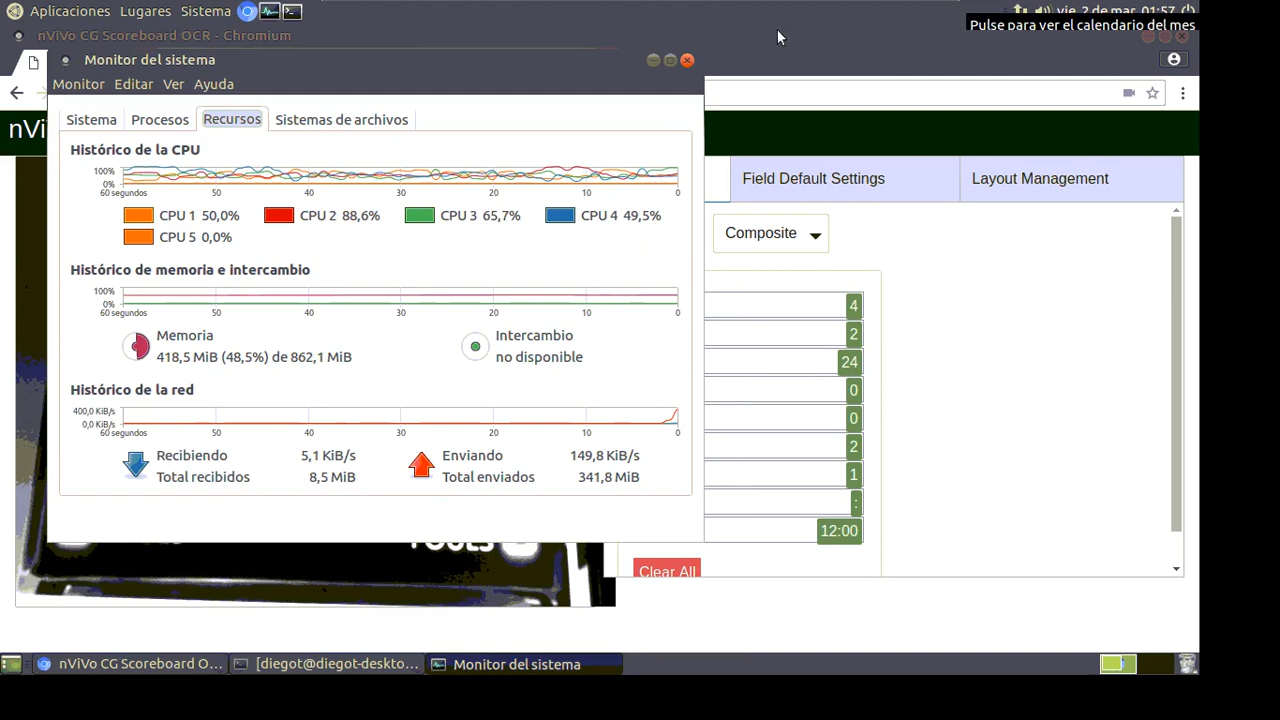 Aplicaciones Lugares Sistema vie, 2 de mar, 01:57
Pulse para ver el calendario del mes
nViVo CG Scoreboard OCR - Chromium
Monitor del sistema
Monitor Editar Ver Ayuda
nViV
Sistema Procesos Recursos Sistemas de archivos
Histórico de la CPU
100%
0%
60 segundos 50 40 30 20 10 0
CPU 1 50,0% CPU 2 88,6% CPU 3 65,7% CPU 4 49,5%
CPU 5 0,0%
Histórico de memoria e intercambio
100%
0%
60 segundos 50 40 30 20 10 0
Memoria
418,5 MiB (48,5%) de 862,1 MiB
Intercambio
no disponible
Histórico de la red
400,0 KiB/s
0,0 KiB/s
60 segundos 50 40 30 20 10 0
Recibiendo 5,1 KiB/s Enviando 149,8 KiB/s
Total recibidos 8,5 MiB Total enviados 341,8 MiB
Field Default Settings Layout Management
Composite
4
2
24
0
0
2
1
:
12:00
Clear All
TOOLS
nViVo CG Scoreboard O... [diegot@diegot-deskto... Monitor del sistema